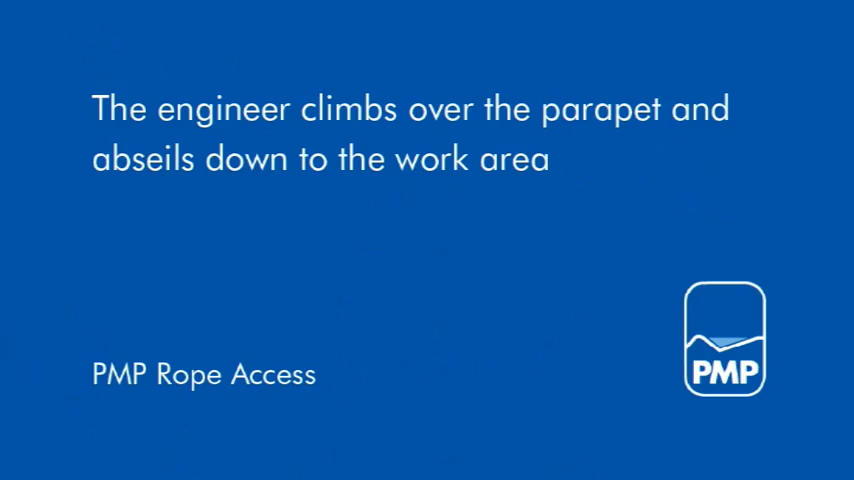 The engineer climbs over the parapet and
abseils down to the work area
PMP Rope Access
PMP